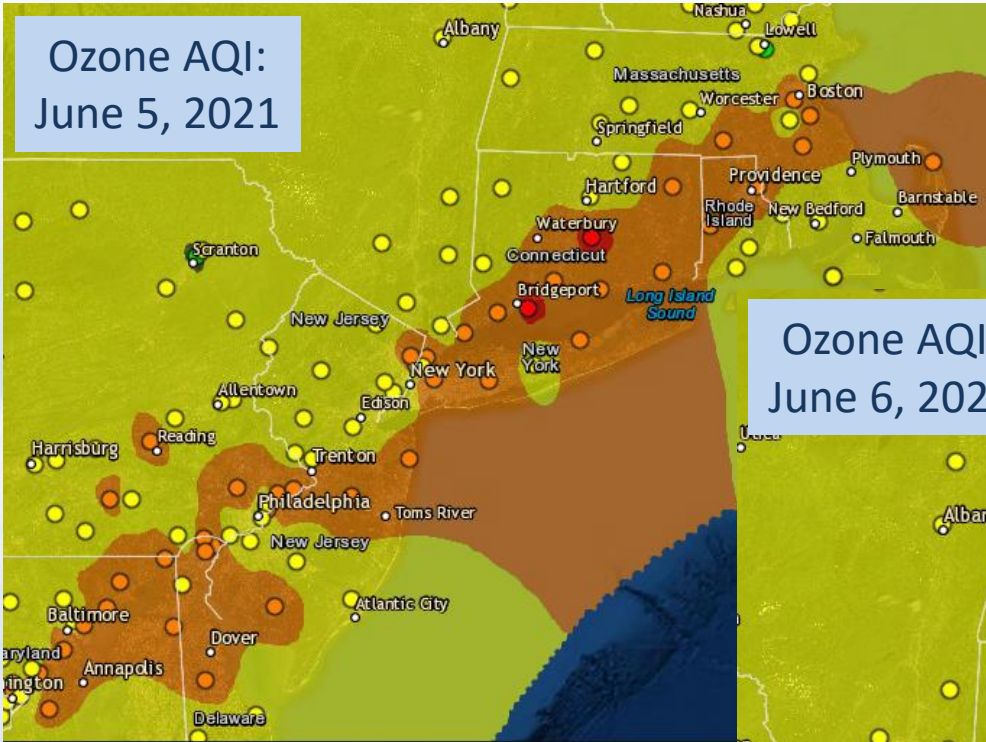 Ozone AQI:
June 5, 2021
Nashua
Albany
Lowell
Massachusetts
Worcester
Boston
Springfield
Plymouth
Hartford
Providence
Barnstable
Rhode
Island
New Bedford
Waterbury
Falmouth
Scranton
Connecticut
Bridgeport
Long Island
Sound
New Jersey
New
York
New York
Allentown
Edison
Ozone AQI
June 6, 202
Reading
Harrisburg
Trenton
Utica
Philadelphia
Toms River
Albar
New Jersey
Atlantic City
Baltimore
Dover
aryland
Annapolis
ington
Delaware